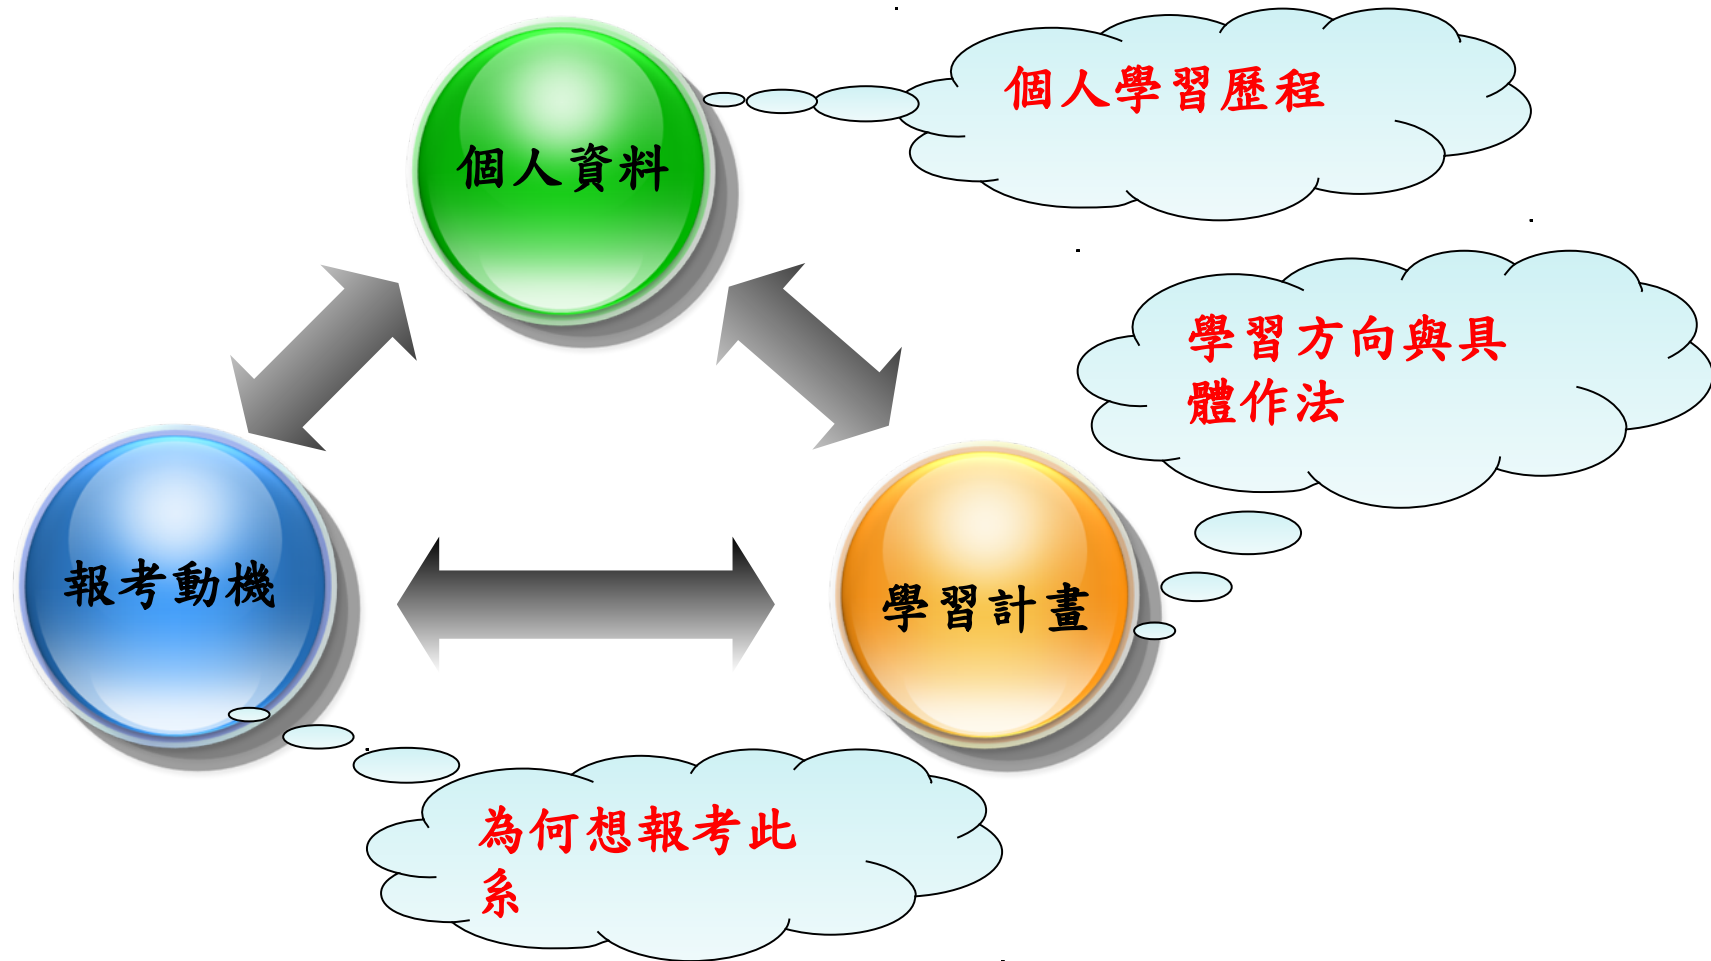 個人學習歷程
個人資料
學習方向與具
體作法
報考動機
學習計畫
為何想報考此
系